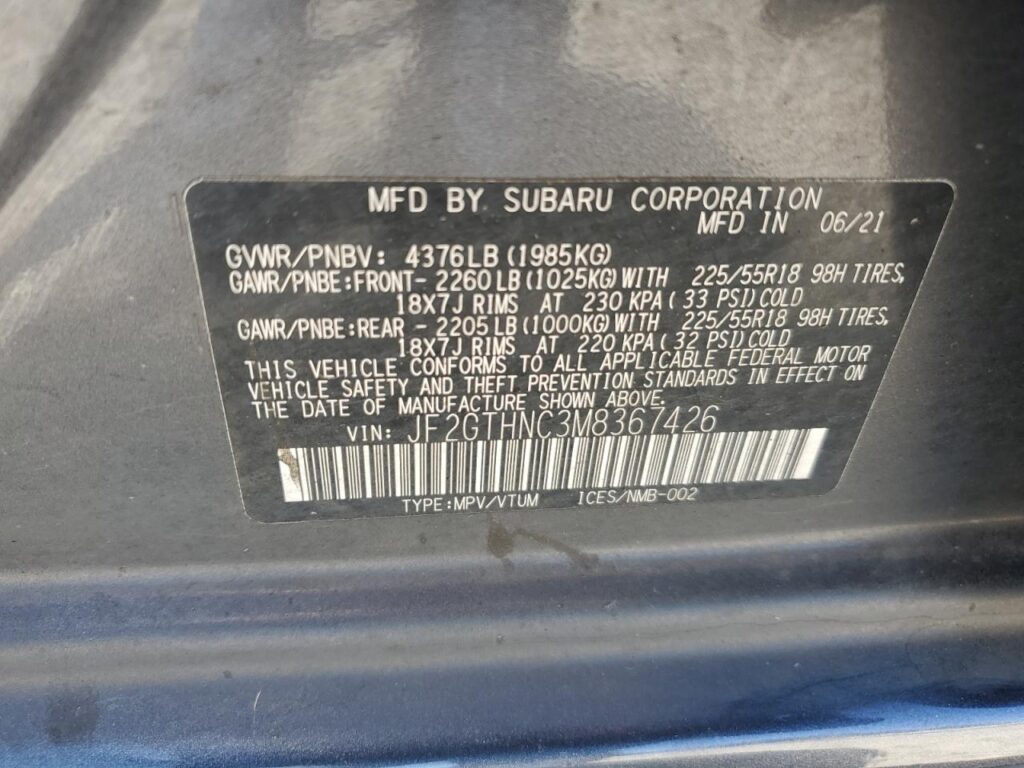 MFD BY SUBARU CORPORATION
MFD IN 06/21
GVWR/PNBV: 4376LB (1985KG)
GAWR/PNBE:FRONT- 2260 LB (1025KG) WITH 225/55R18 98H TIRES,
18X7J RIMS AT 230 KPA ( 33 PSI) COLD
GAWR/PNBE:REAR - 2205 LB (1000KG) WITH 225/55R18 98H TIRES,
18X7J RIMS AT 220 KPA ( 32 PSI) COLD
THIS VEHICLE CONFORMS TO ALL APPLICABLE FEDERAL MOTOR
VEHICLE SAFETY AND THEFT PREVENTION STANDARDS IN EFFECT ON
THE DATE OF MANUFACTURE SHOWN ABOVE.
VIN: JF2GTHNC3M8367426
TYPE:MPV/VTUM ICES/NMB-002